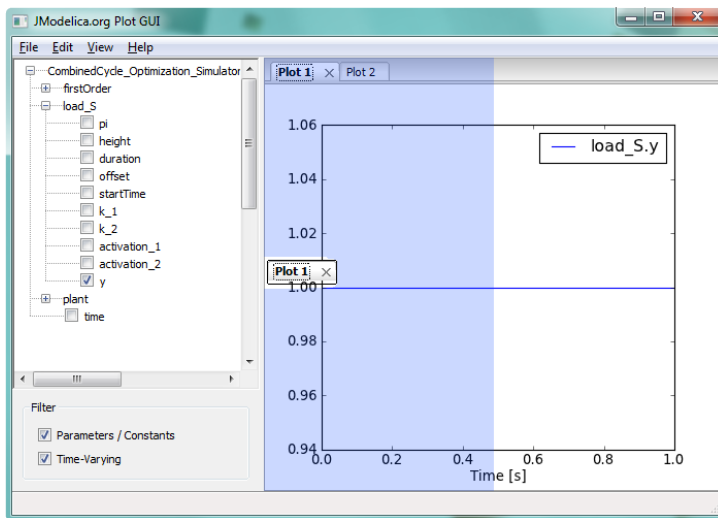 JModelica.org Plot GUI
File Edit View Help
CombinedCycle_Optimization_Simulator
firstOrder
load_S
pi
height
duration
offset
startTime
k_1
k_2
activation_1
activation_2
y
plant
time
Filter
Parameters / Constants
Time-Varying
Plot 1 Plot 2
1.06
load_S.y
1.04
1.02
Plot 1
1.00
0.98
0.96
0.94
0.0 0.2 0.4 0.6 0.8 1.0
Time [s]